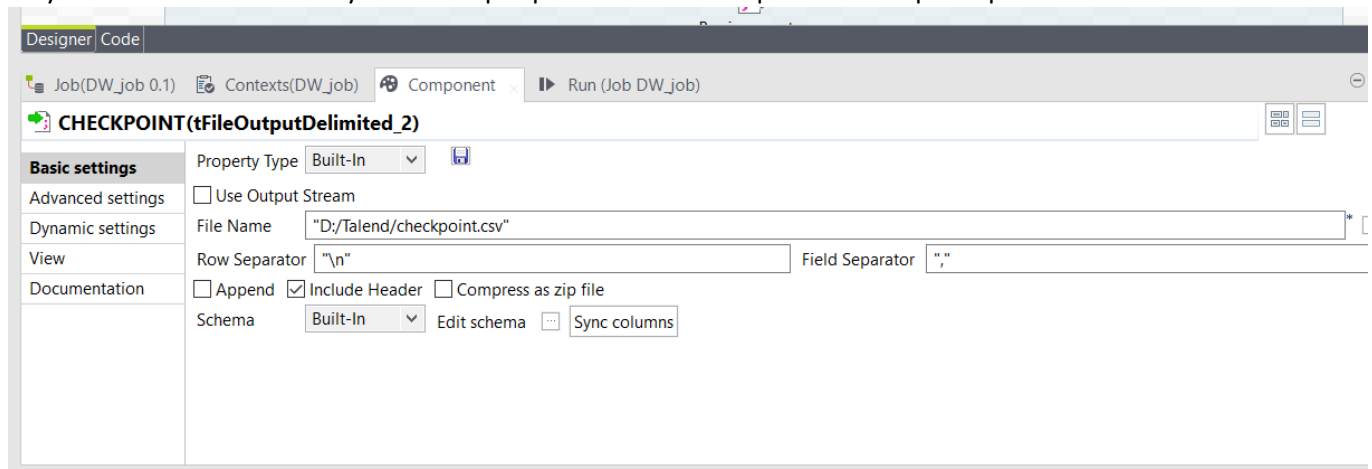 Designer Code
Job(DW_job 0.1) Contexts(DW_job) Component Run (Job DW_job)
CHECKPOINT(tFileOutputDelimited_2)
Basic settings
Advanced settings
Dynamic settings
View
Documentation
Property Type Built-In
Use Output Stream
File Name "D:/Talend/checkpoint.csv" *
Row Separator "\n" Field Separator ","
Append Include Header Compress as zip file
Schema Built-In Edit schema ... Sync columns